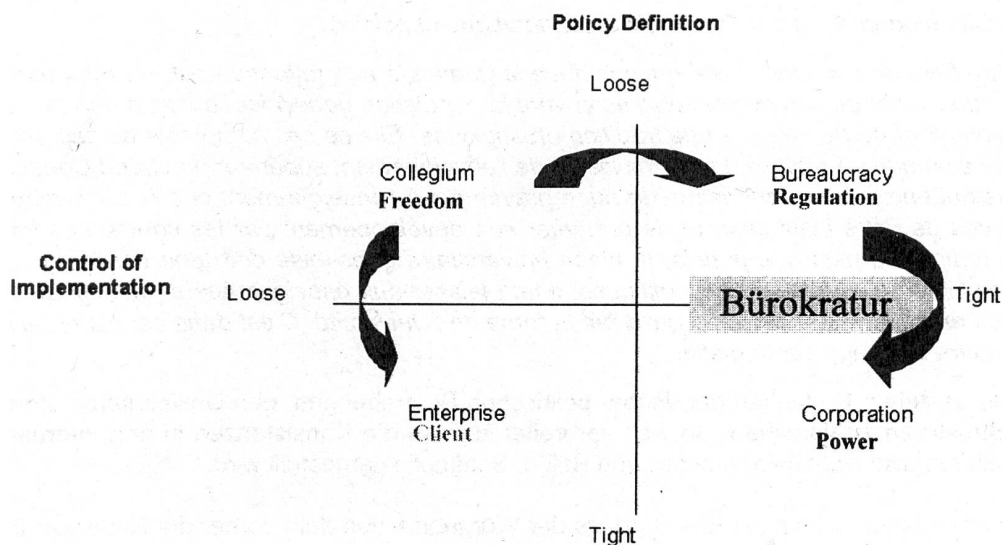 Policy Definition
Loose
Collegium
Freedom
Bureaucracy
Regulation
Control of
Implementation
Loose
Bürokratur
Tight
Enterprise
Client
Corporation
Power
Tight